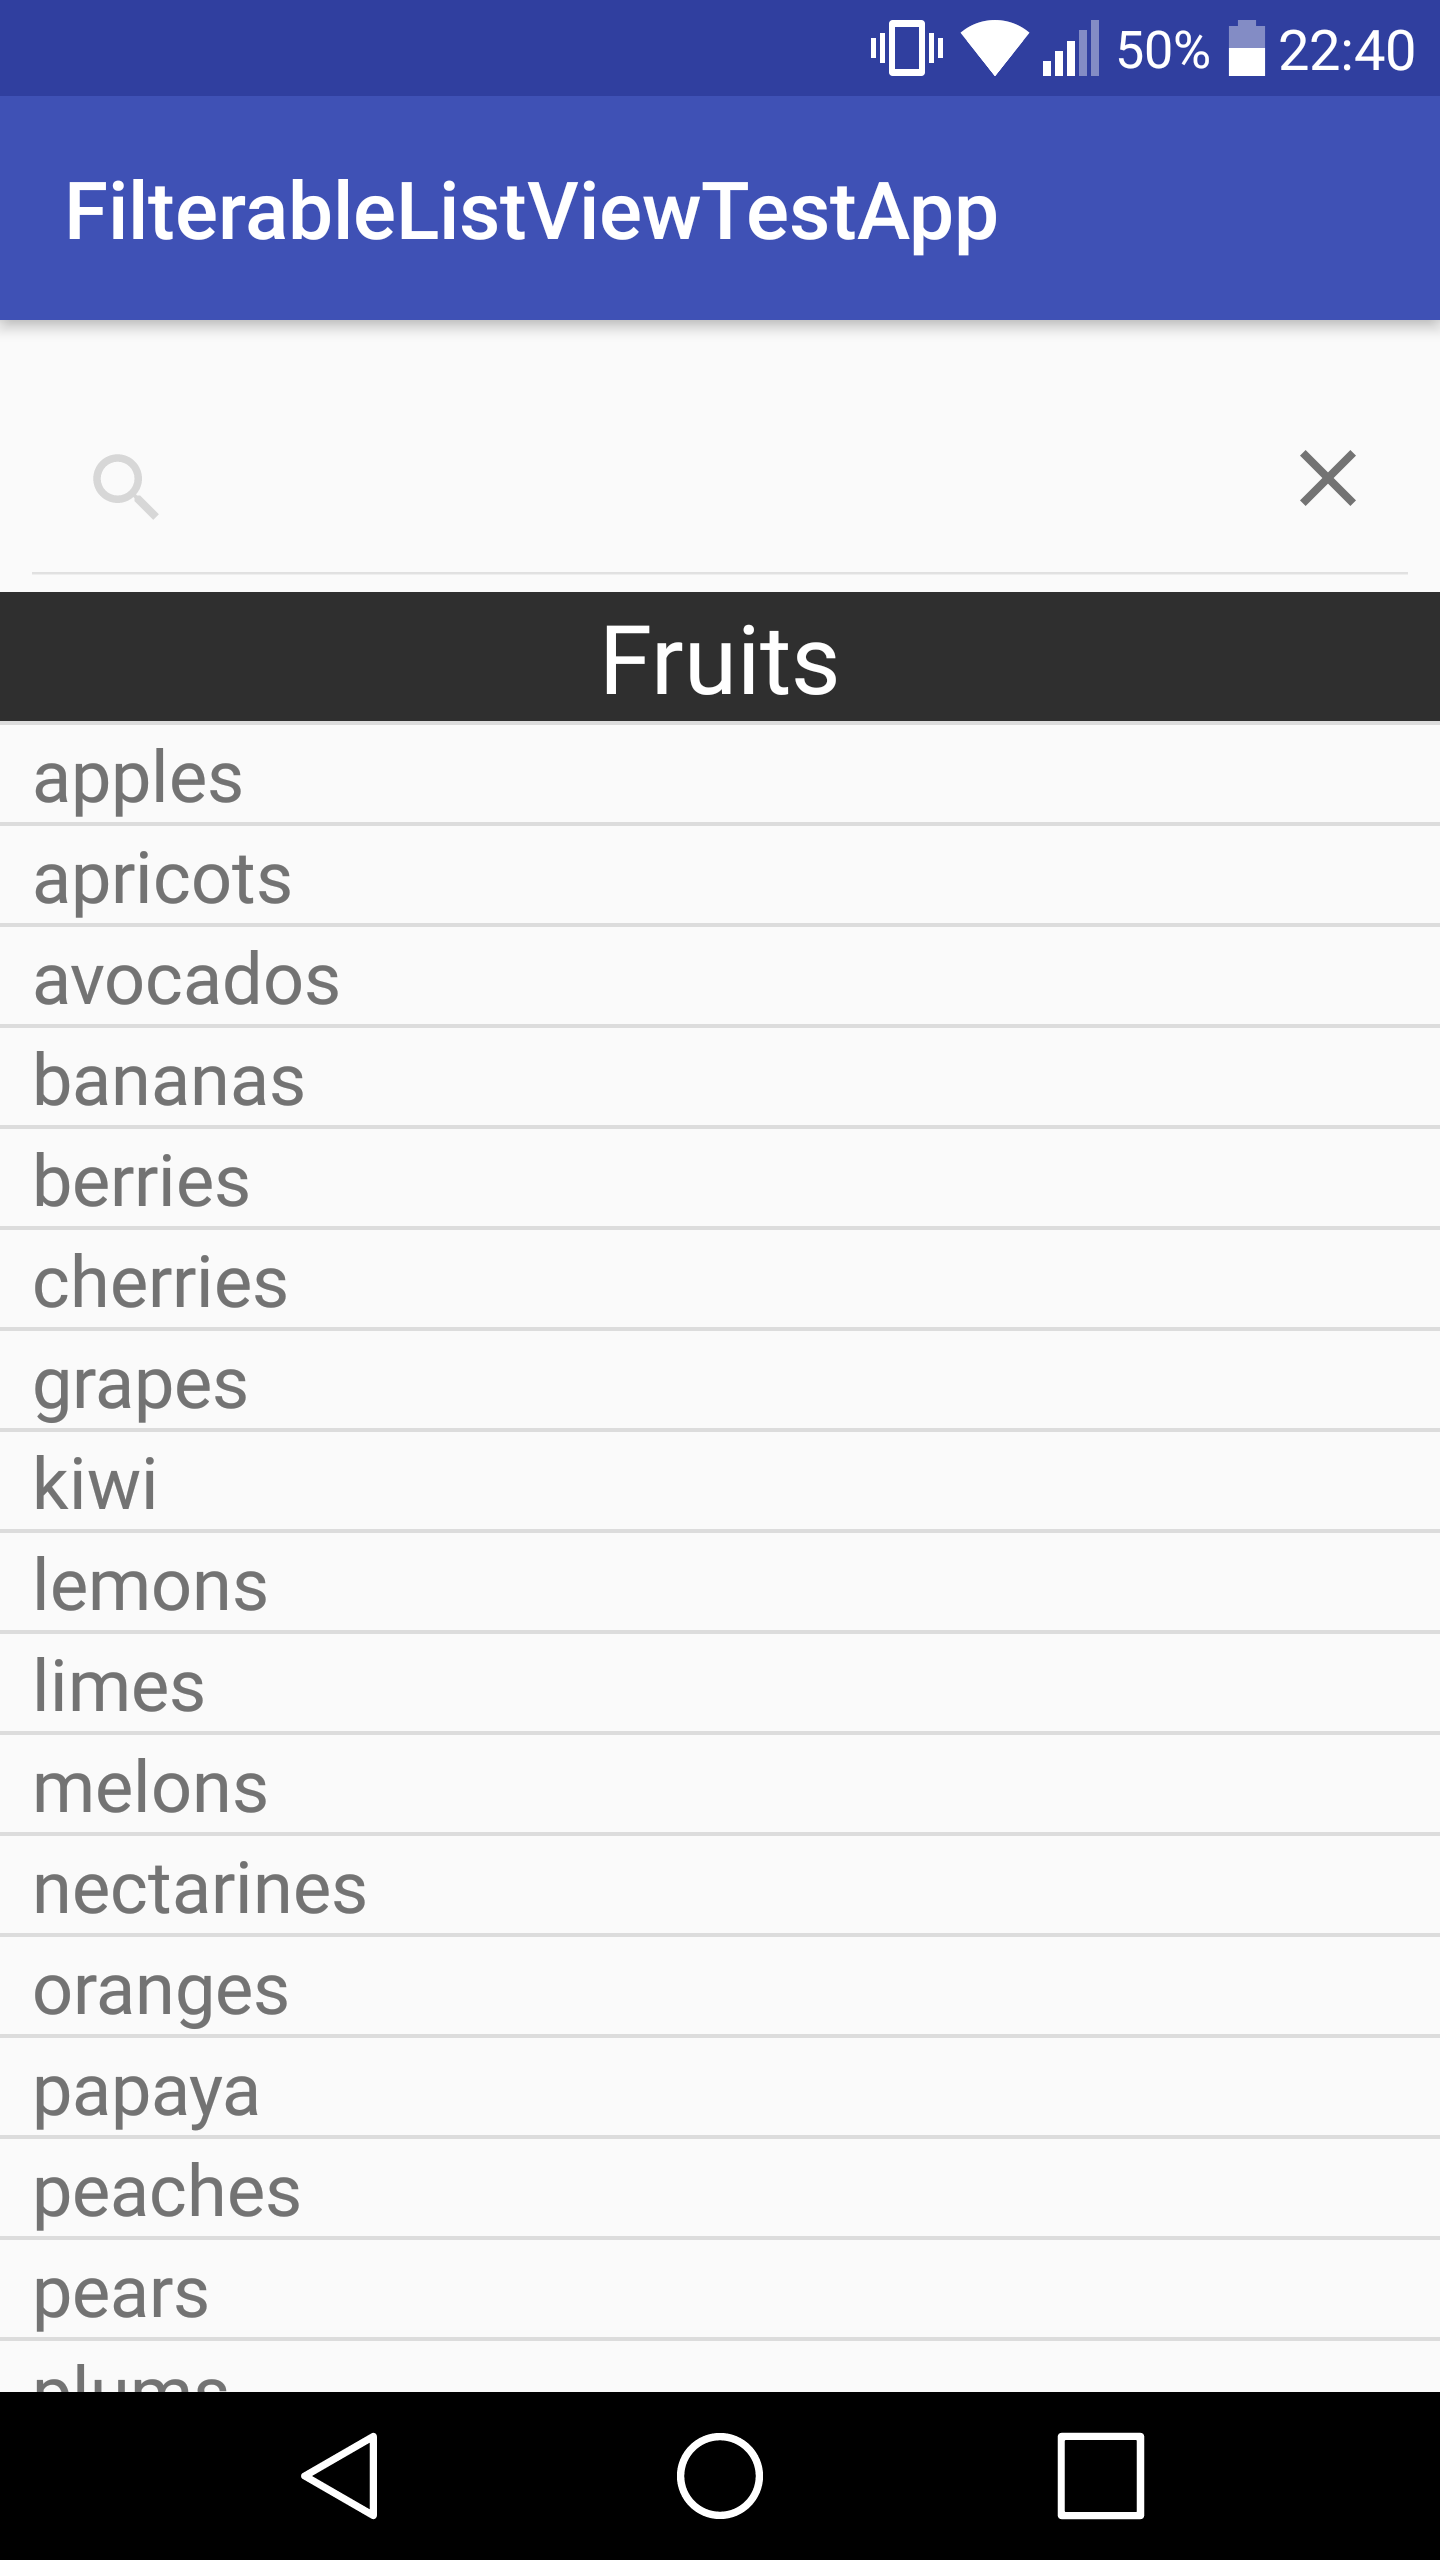 50% 22:40
FilterableListViewTestApp
Fruits
apples
apricots
avocados
bananas
berries
cherries
grapes
kiwi
lemons
limes
melons
nectarines
oranges
papaya
peaches
pears
plums